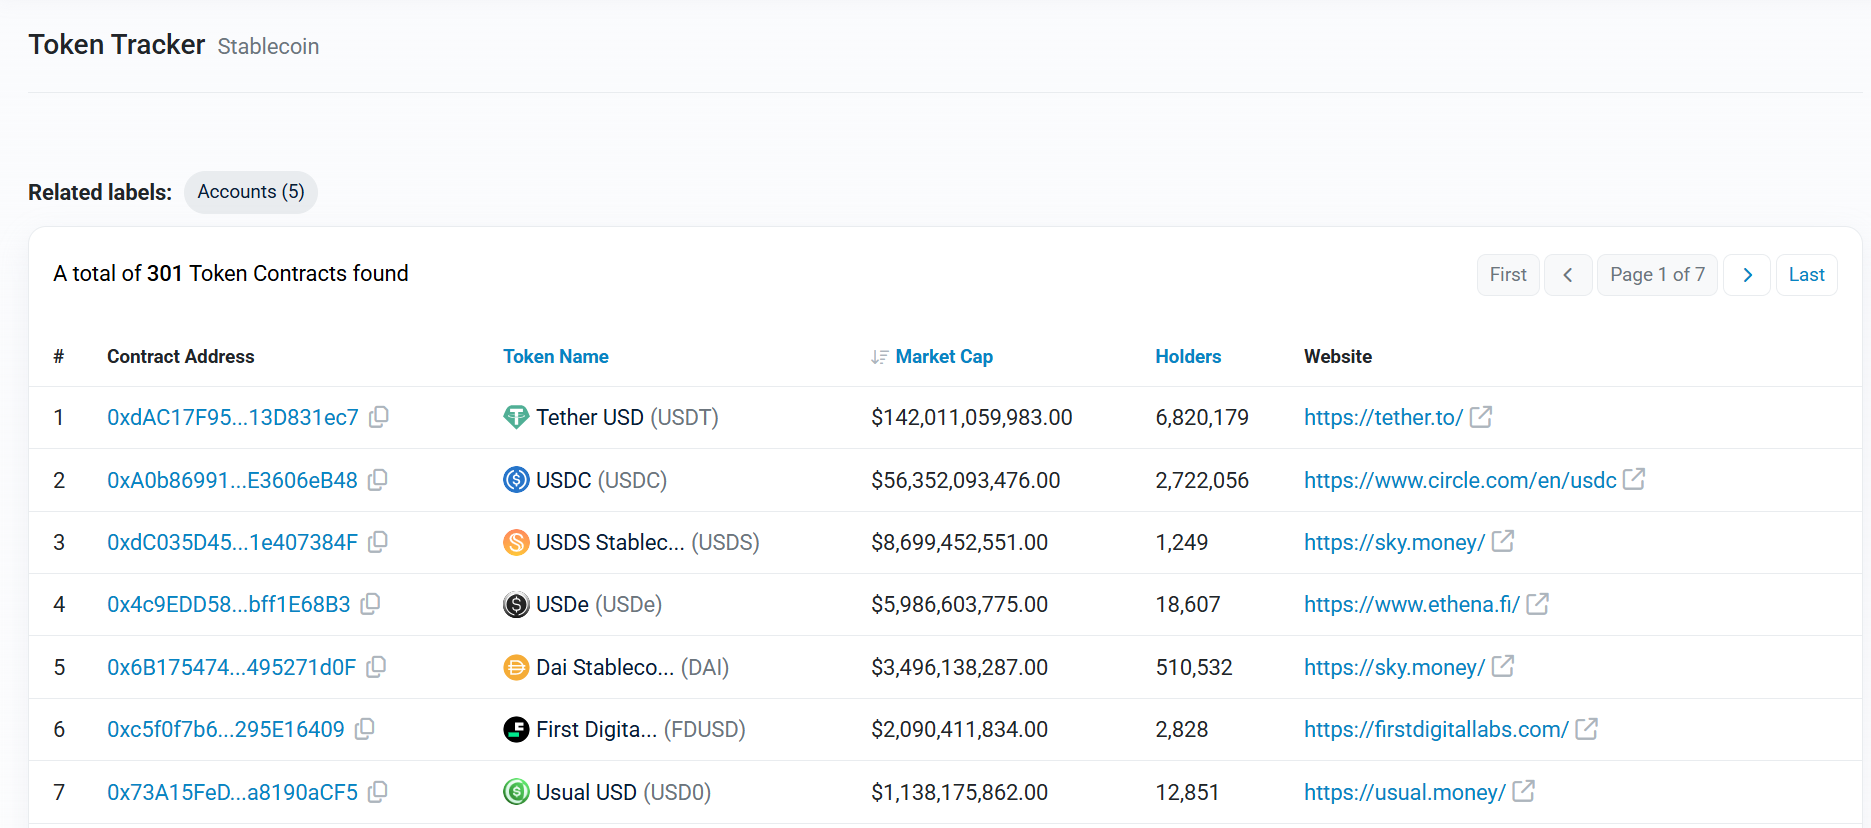 Token Tracker Stablecoin
Related labels: Accounts (5)
A total of 301 Token Contracts found
First Page 1 of 7 Last
# Contract Address Token Name Market Cap Holders Website
1 0xdAC17F95...13D831ec7 Tether USD (USDT) $142,011,059,983.00 6,820,179 https://tether.to/
2 0xA0b86991...E3606eB48 USDC (USDC) $56,352,093,476.00 2,722,056 https://www.circle.com/en/usdc
3 0xdC035D45...1e407384F USDS Stablec... (USDS) $8,699,452,551.00 1,249 https://sky.money/
4 0x4c9EDD58...bff1E68B3 USDe (USDe) $5,986,603,775.00 18,607 https://www.ethena.fi/
5 0x6B175474...495271d0F Dai Stableco... (DAI) $3,496,138,287.00 510,532 https://sky.money/
6 0xc5f0f7b6...295E16409 First Digita... (FDUSD) $2,090,411,834.00 2,828 https://firstdigitallabs.com/
7 0x73A15FeD...a8190aCF5 Usual USD (USD0) $1,138,175,862.00 12,851 https://usual.money/